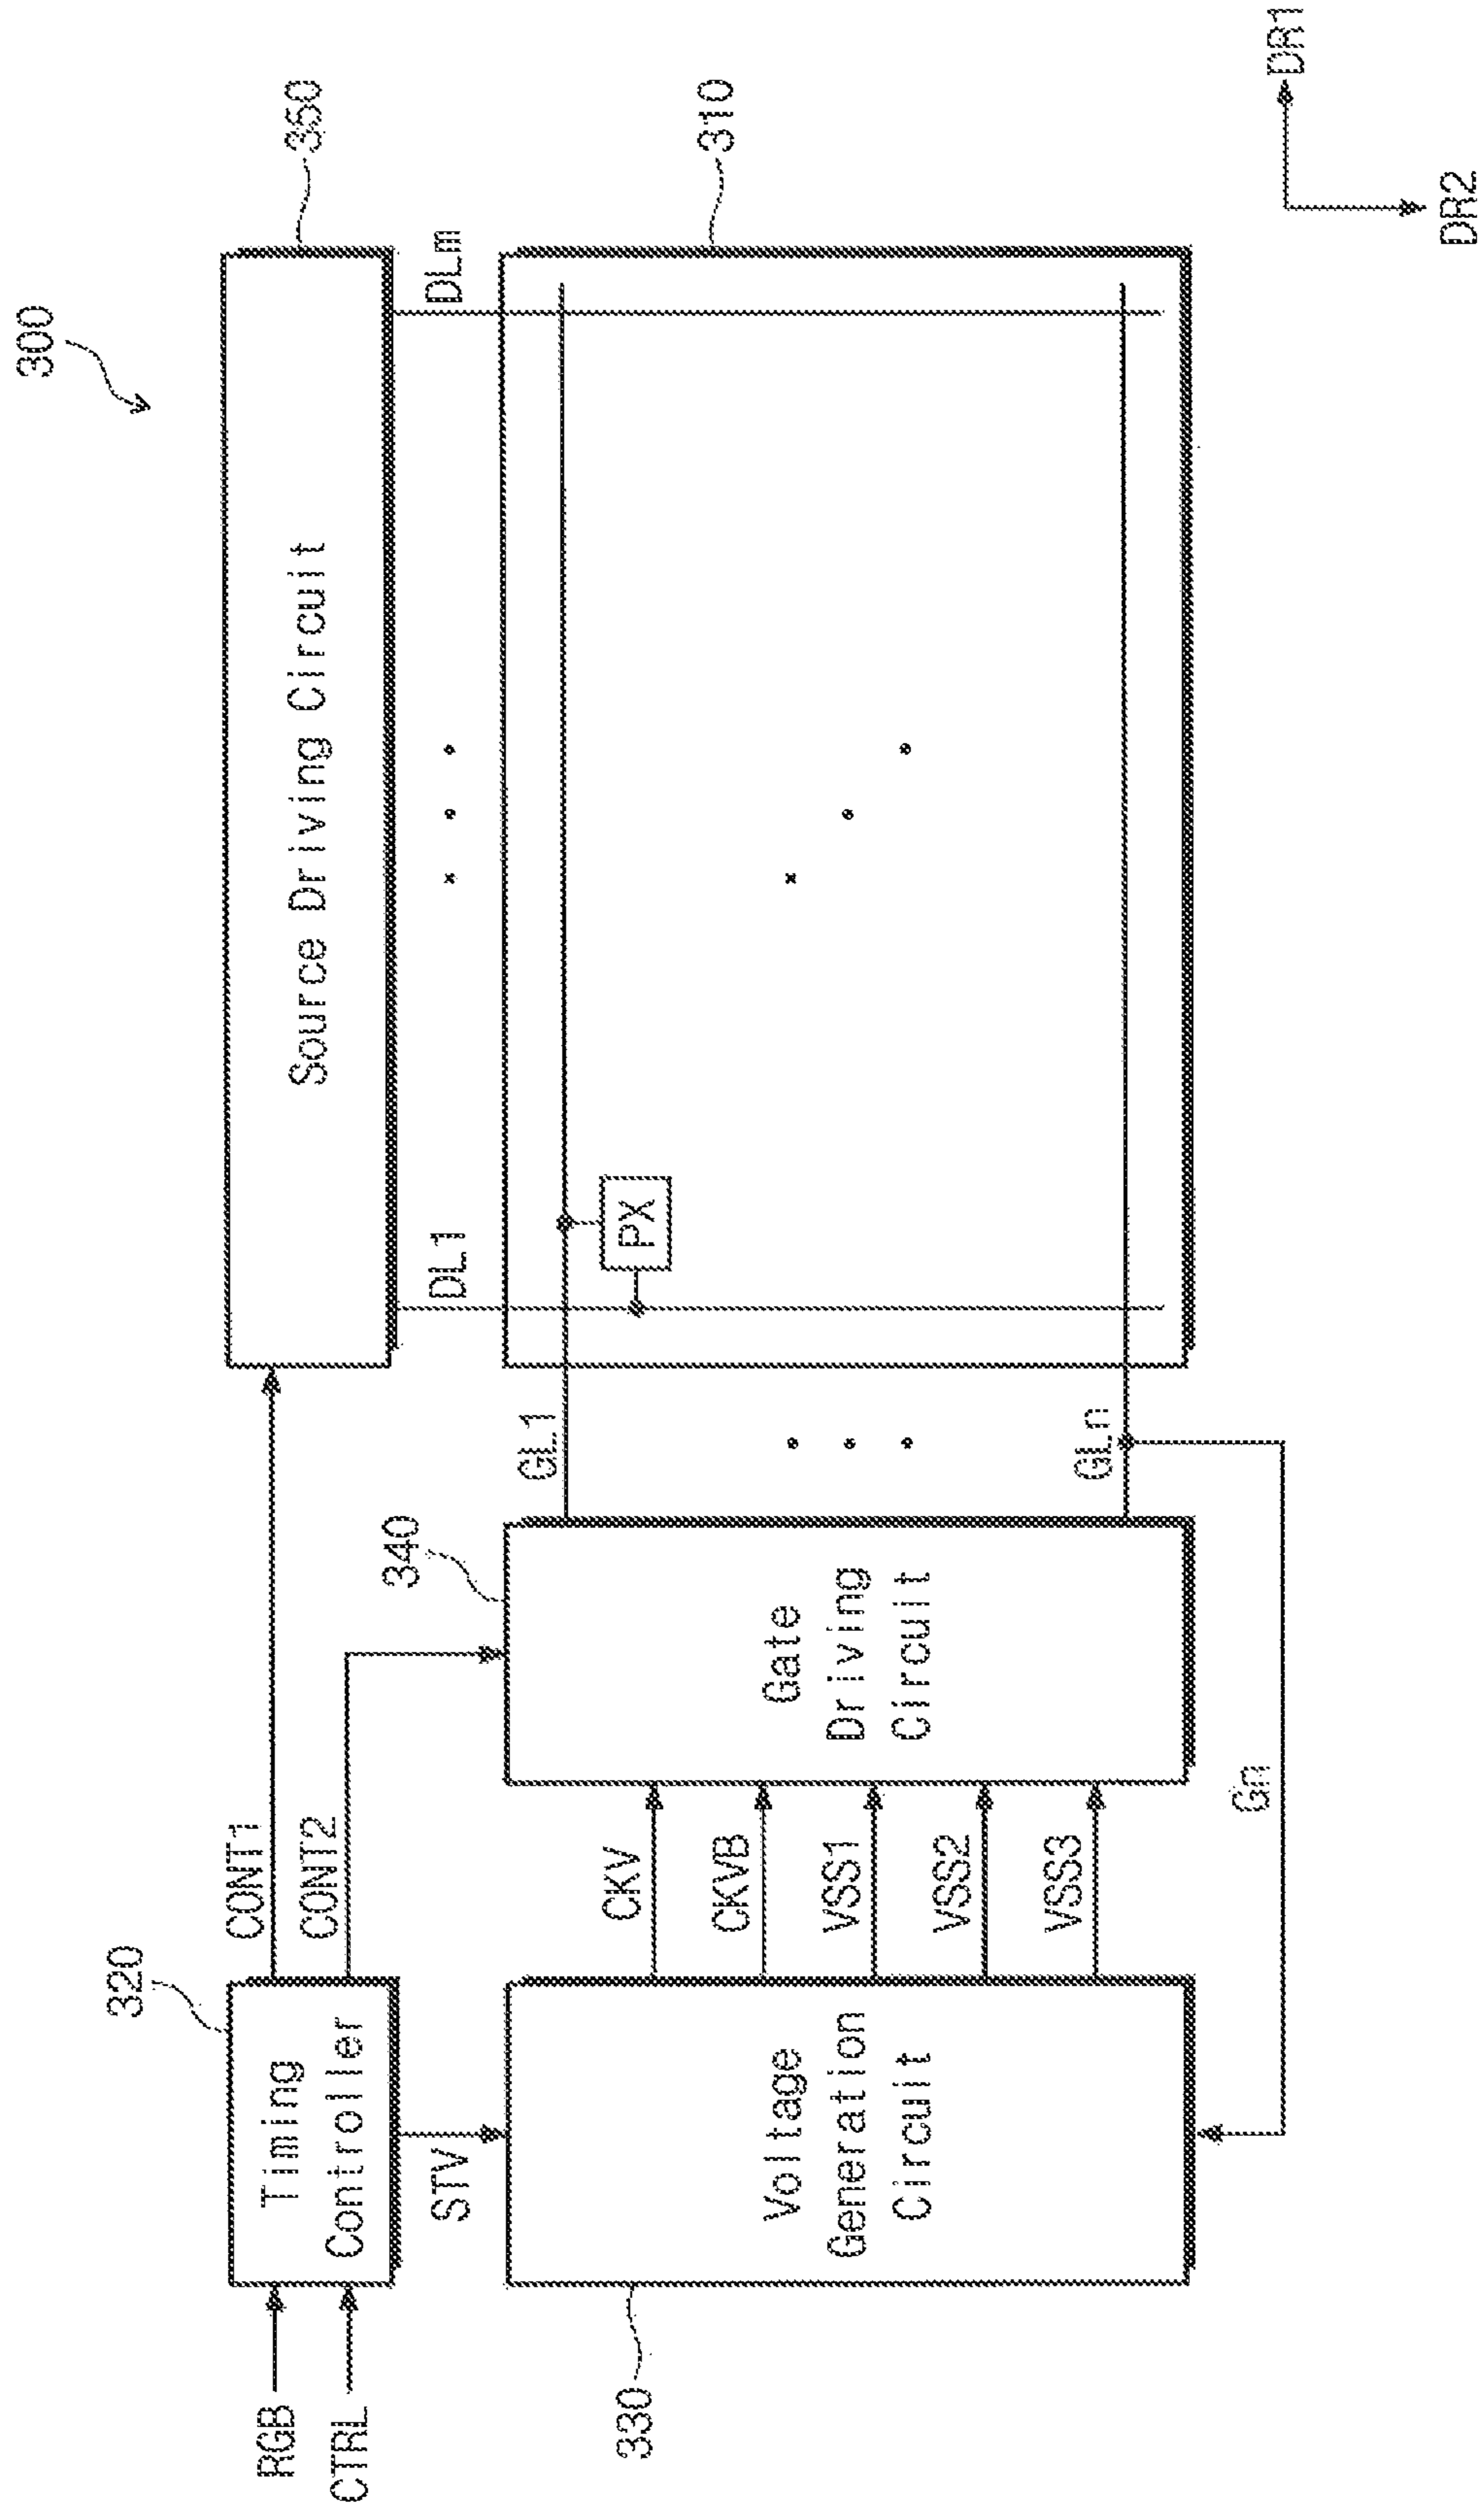 300
320
CONT1
350
RGB
CTRL
Timing
Controller
Source Driving Circuit
CONT2
STV
340
DL1
DLm
330
310
Voltage
Generation
Circuit
CKV
CKVB
VSS1
VSS2
VSS3
Gate
Driving
Circuit
GL1
GLn
PX
Gn
DR1
DR2